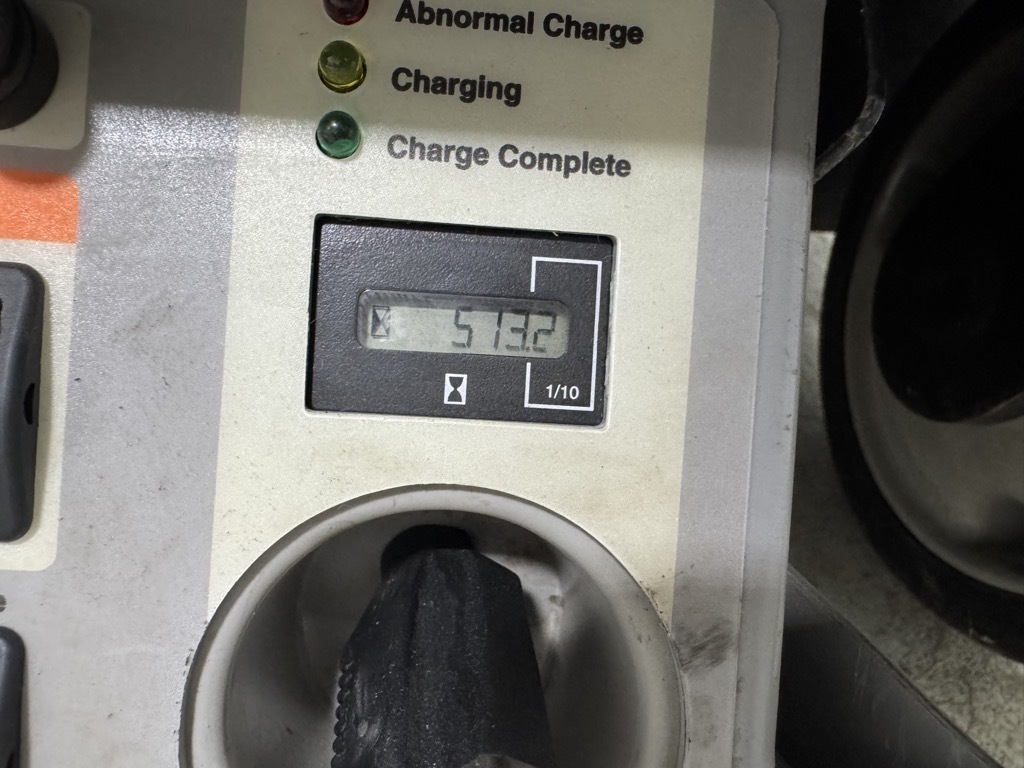 Abnormal Charge
Charging
Charge Complete
513.2
1/10